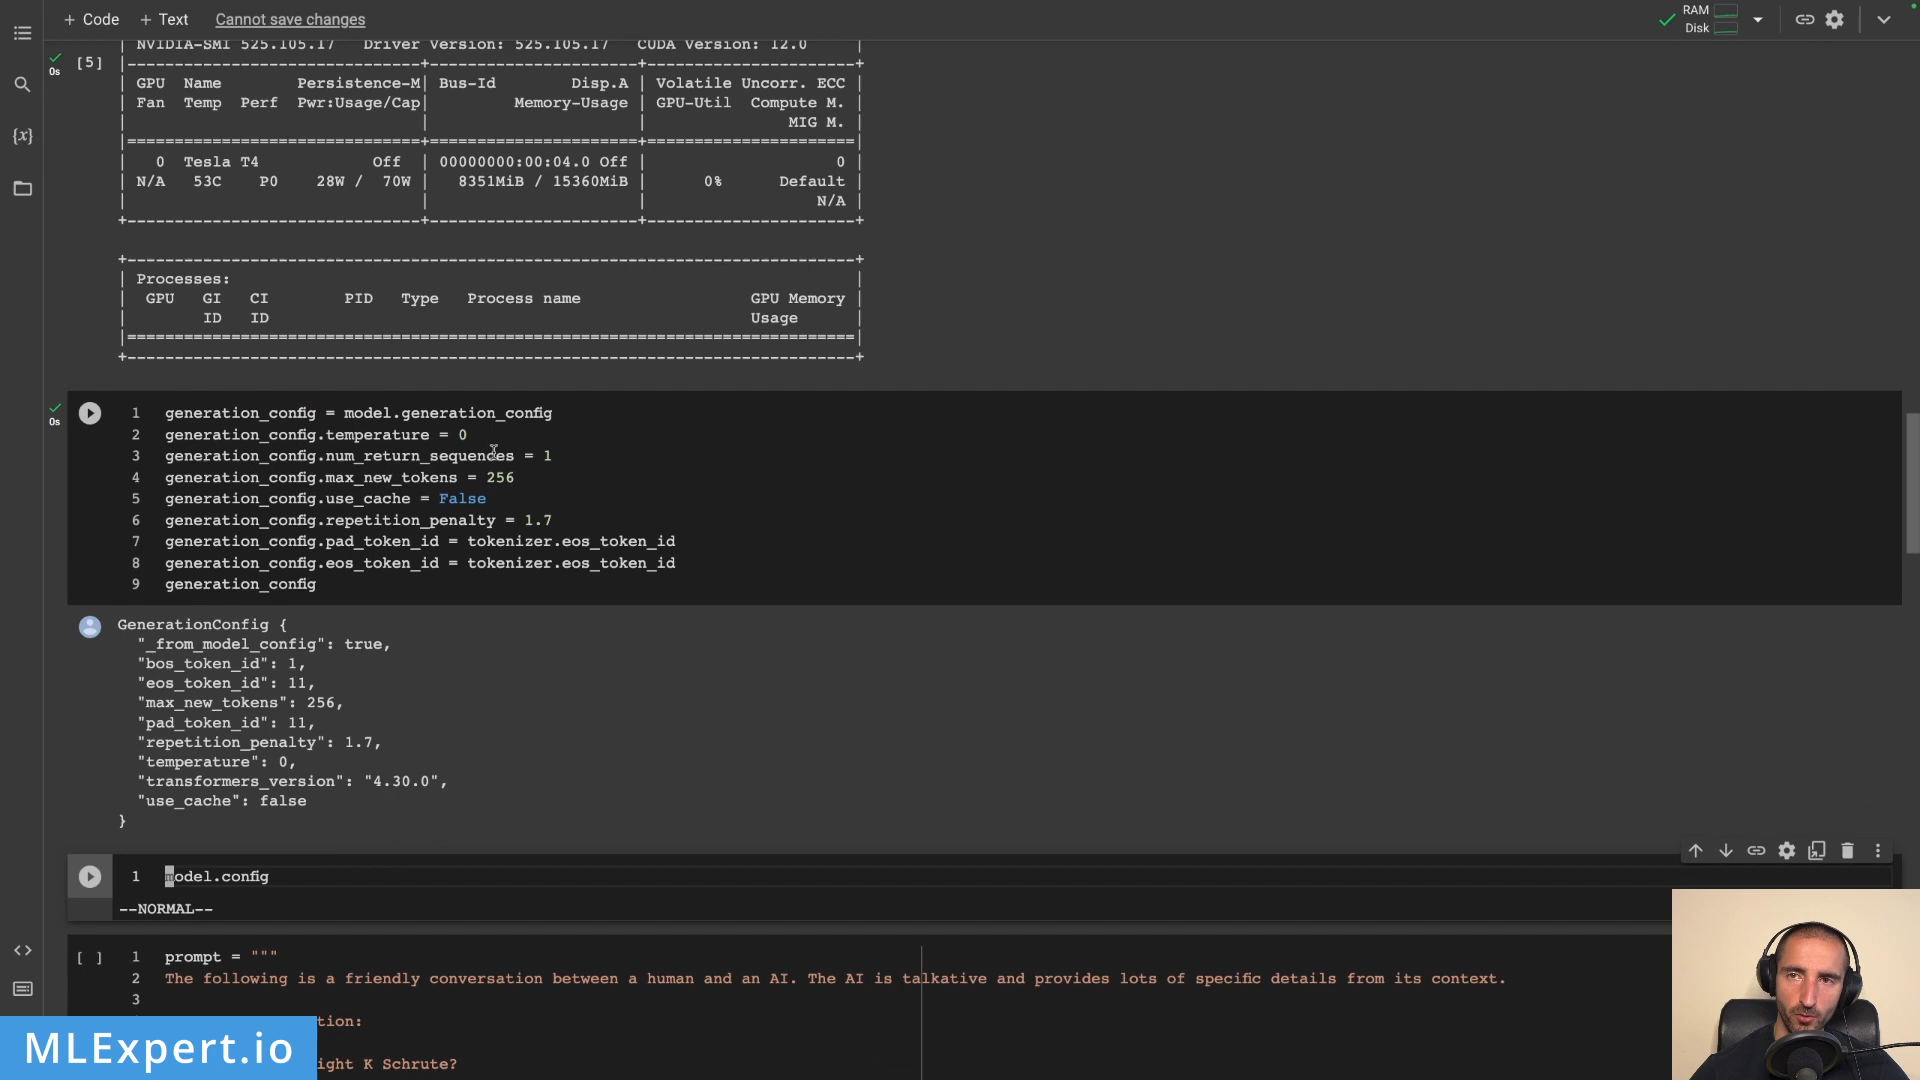 + Code + Text Cannot save changes
RAM
Disk
NVIDIA-SMI 525.105.17 Driver Version: 525.105.17 CUDA Version: 12.0
0s [5]
GPU Name Persistence-M| Bus-Id Disp.A | Volatile Uncorr. ECC
Fan Temp Perf Pwr:Usage/Cap| Memory-Usage | GPU-Util Compute M.
MIG M.
0 Tesla T4 Off | 00000000:00:04.0 Off | 0
N/A 53C P0 28W / 70W | 8351MiB / 15360MiB | 0% Default
N/A
Processes:
GPU GI CI PID Type Process name GPU Memory
ID ID Usage
0s
1 generation_config = model.generation_config
2 generation_config.temperature = 0
3 generation_config.num_return_sequences = 1
4 generation_config.max_new_tokens = 256
5 generation_config.use_cache = False
6 generation_config.repetition_penalty = 1.7
7 generation_config.pad_token_id = tokenizer.eos_token_id
8 generation_config.eos_token_id = tokenizer.eos_token_id
9 generation_config
GenerationConfig {
"_from_model_config": true,
"bos_token_id": 1,
"eos_token_id": 11,
"max_new_tokens": 256,
"pad_token_id": 11,
"repetition_penalty": 1.7,
"temperature": 0,
"transformers_version": "4.30.0",
"use_cache": false
}
1 model.config
--NORMAL--
[ ] 1 prompt = """
2 The following is a friendly conversation between a human and an AI. The AI is talkative and provides lots of specific details from its context.
3
tion:
ight K Schrute?
MLExpert.io